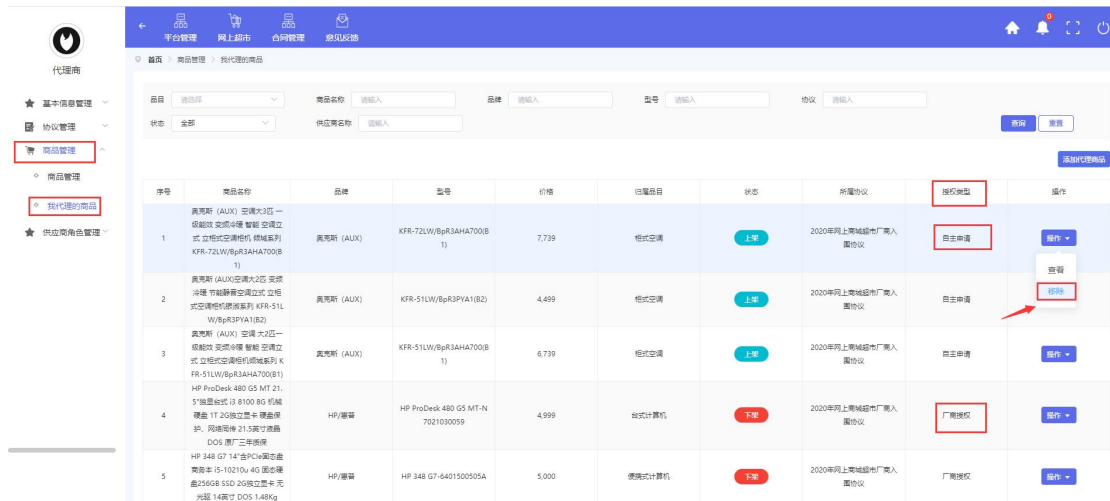 平台管理
网上超市
合同管理
意见反馈
代理商
首页 > 商品管理 > 我代理的商品
基本信息管理
协议管理
商品管理
商品管理
我代理的商品
供应商角色管理
品目 请选择
商品名称 请输入
品牌 请输入
型号 请输入
协议 请输入
状态 全部
供应商名称 请输入
查询
重置
添加代理商品
序号 商品名称 品牌 型号 价格 归属品目 状态 所属协议 授权类型 操作
1
奥克斯（AUX）空调大3匹 一
级能效 变频冷暖 智能 空调立
式 立柜式空调柜机 倾城系列
KFR-72LW/BpR3AHA700(B
1)
奥克斯（AUX）
KFR-72LW/BpR3AHA700(B
1)
7,739
柜式空调
上架
2020年网上商城超市厂商入
围协议
自主申请
操作
查看
移除
2
奥克斯 (AUX)空调大2匹 变频
冷暖 节能静音空调立式 立柜
KFR-51L
W/BpR3PYA1(B2)
奥克斯（AUX）
KFR-51LW/BpR3PYA1(B2)
4,499
柜式空调
上架
2020年网上商城超市厂商入
围协议
自主申请
3
奥克斯（AUX）空调 大2匹一
级能效 变频冷暖 智能 空调立
式 立柜式空调柜机倾城系列 K
FR-51LW/BpR3AHA700(B1)
奥克斯（AUX）
KFR-51LW/BpR3AHA700(B
1)
6,739
柜式空调
上架
2020年网上商城超市厂商入
围协议
自主申请
操作
4
HP ProDesk 480 G5 MT 21.
5"独显台式 i3 8100 8G 机械
硬盘 1T 2G独立显卡 硬盘保
护、网络同传 21.5英寸液晶
DOS 原厂三年质保
HP/惠普
HP ProDesk 480 G5 MT-N
7021030059
4,999
台式计算机
下架
2020年网上商城超市厂商入
围协议
厂商授权
操作
5
HP 348 G7 14"含PCIe固态盘
商务本 i5-10210u 4G 固态硬
盘256GB SSD 2G独立显卡 无
光驱 14英寸 DOS 1.48Kg
HP/惠普
HP 348 G7-6401500505A
5,000
便携式计算机
下架
2020年网上商城超市厂商入
围协议
厂商授权
操作